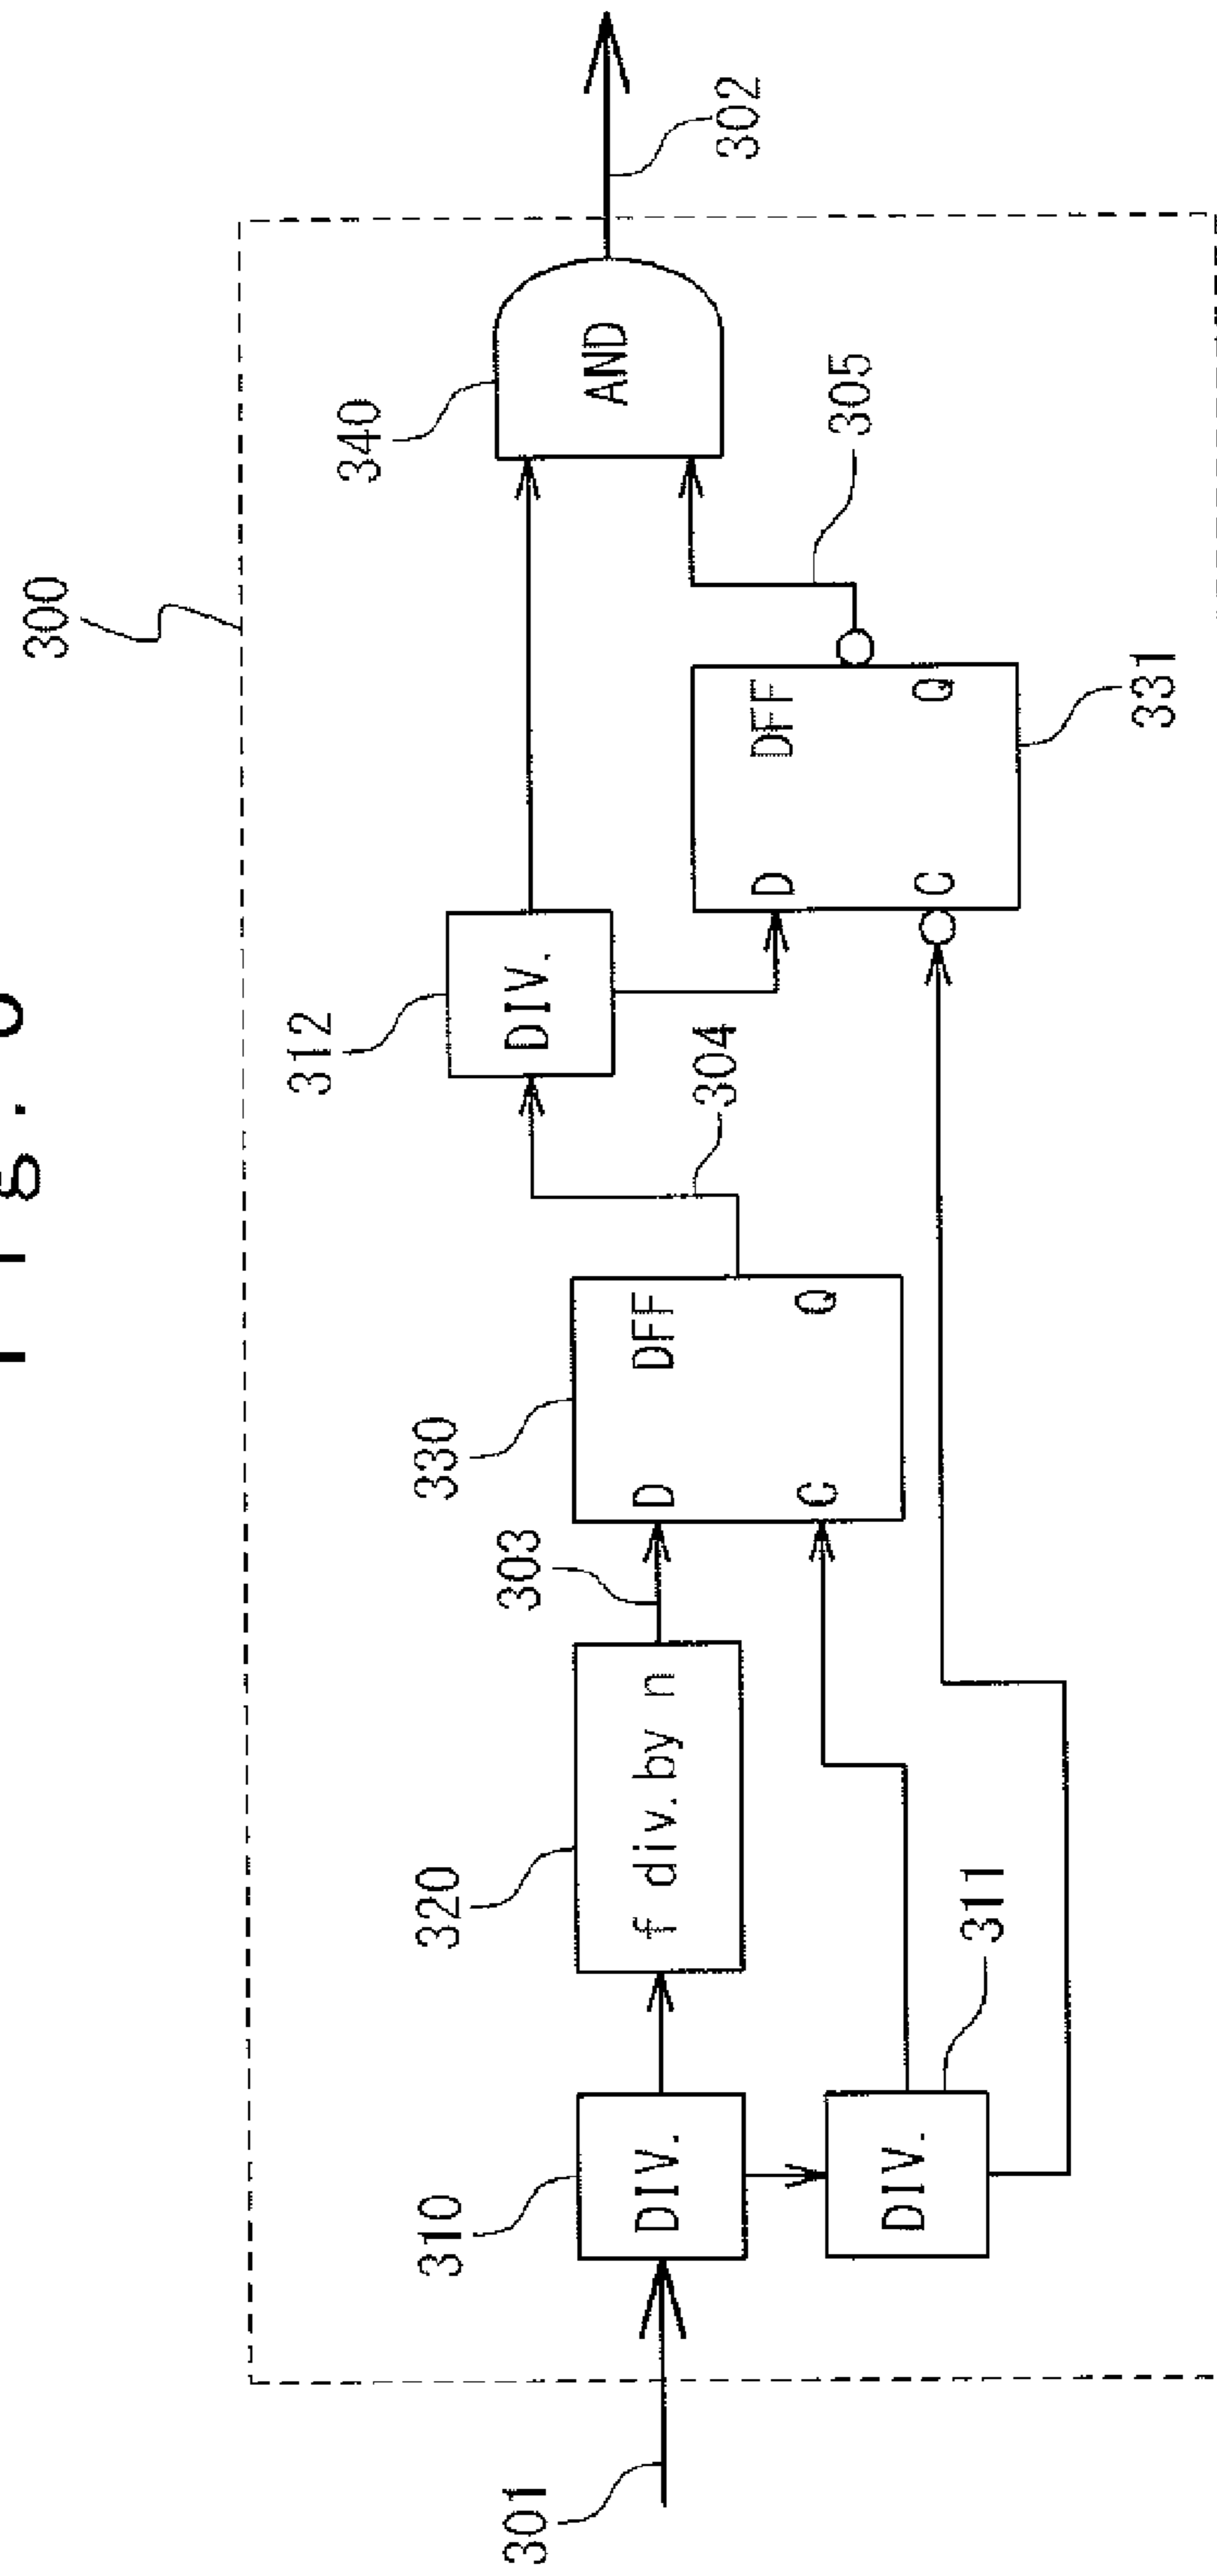 300
340
AND
302
312
DIV.
305
304
D
DFF
C
Q
331
330
D
DFF
C
Q
303
320
f div.by n
310
DIV.
311
DIV.
301